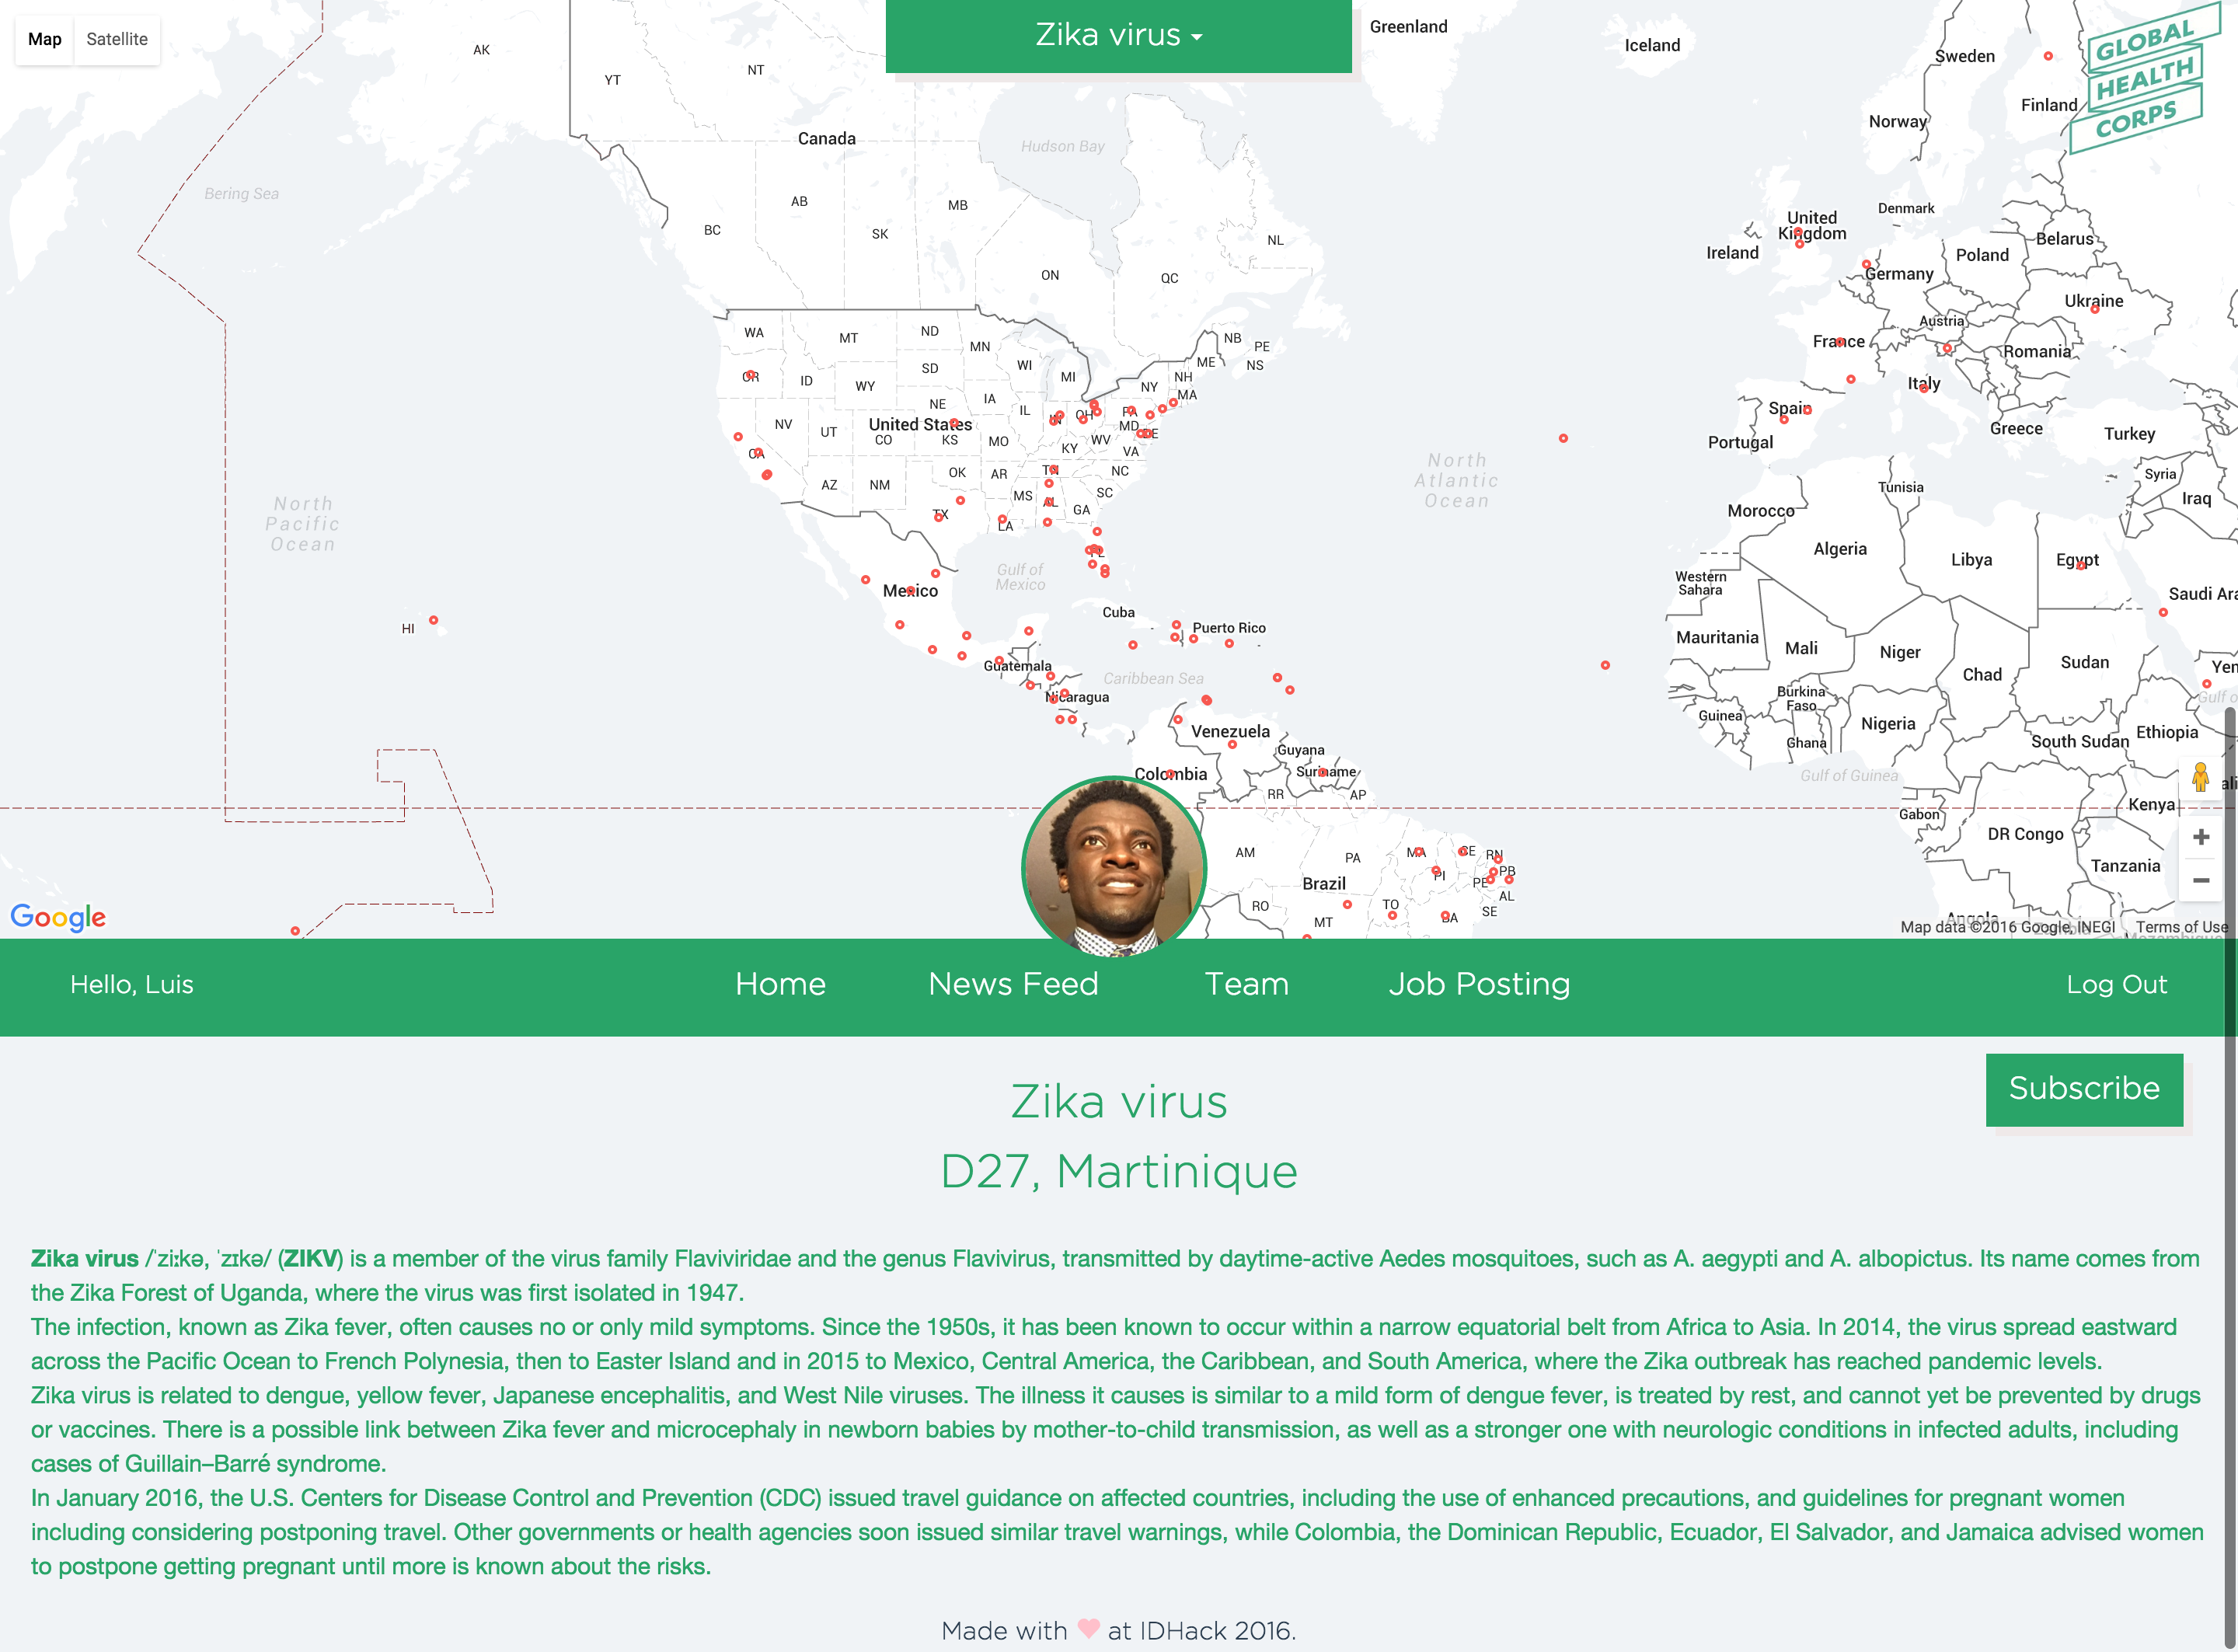 Map
Satellite
Zika virus
GLOBAL
HEALTH
CORPS
Greenland
Iceland
Sweden
Finland
Norway
AK
YT
NT
Canada
Hudson Bay
Bering Sea
AB
MB
BC
SK
NL
ON
QC
United
Kingdom
Denmark
Ireland
Belarus
Poland
Germany
Ukraine
Austria
France
Romania
Italy
Spain
Portugal
Greece
Turkey
WA
MT
ND
MN
NB
PE
NS
ME
OR
ID
SD
WI
MI
NY
NH
MA
WY
NE
IA
IL
IN
OH
PA
NV
UT
United States
CO
KS
MO
WV
MD
DE
KY
VA
CA
AZ
NM
OK
AR
TN
NC
MS
AL
GA
SC
TX
LA
FL
North
Pacific
Ocean
North
Atlantic
Ocean
Gulf of
Mexico
Mexico
HI
Cuba
Puerto Rico
Guatemala
Caribbean Sea
Nicaragua
Venezuela
Guyana
Suriname
Colombia
RR
AP
Syria
Iraq
Tunisia
Morocco
Algeria
Libya
Egypt
Western
Sahara
Saudi Ara
Mauritania
Mali
Niger
Chad
Sudan
Yen
Gulf o
Burkina
Faso
Guinea
Nigeria
Ghana
Ethiopia
South Sudan
Gulf of Guinea
Gabon
Kenya
DR Congo
Tanzania
Angola
AM
PA
MA
CE
RN
PI
PB
PE
Brazil
AL
RO
TO
SE
MT
BA
Google
Map data ©2016 Google, INEGI
Terms of Use
Hello, Luis
Home
News Feed
Team
Job Posting
Log Out
Subscribe
Zika virus
D27, Martinique
Zika virus /ˈziːkə, ˈzɪkə/ (ZIKV) is a member of the virus family Flaviviridae and the genus Flavivirus, transmitted by daytime-active Aedes mosquitoes, such as A. aegypti and A. albopictus. Its name comes from
the Zika Forest of Uganda, where the virus was first isolated in 1947.
The infection, known as Zika fever, often causes no or only mild symptoms. Since the 1950s, it has been known to occur within a narrow equatorial belt from Africa to Asia. In 2014, the virus spread eastward
across the Pacific Ocean to French Polynesia, then to Easter Island and in 2015 to Mexico, Central America, the Caribbean, and South America, where the Zika outbreak has reached pandemic levels.
Zika virus is related to dengue, yellow fever, Japanese encephalitis, and West Nile viruses. The illness it causes is similar to a mild form of dengue fever, is treated by rest, and cannot yet be prevented by drugs
or vaccines. There is a possible link between Zika fever and microcephaly in newborn babies by mother-to-child transmission, as well as a stronger one with neurologic conditions in infected adults, including
cases of Guillain–Barré syndrome.
In January 2016, the U.S. Centers for Disease Control and Prevention (CDC) issued travel guidance on affected countries, including the use of enhanced precautions, and guidelines for pregnant women
including considering postponing travel. Other governments or health agencies soon issued similar travel warnings, while Colombia, the Dominican Republic, Ecuador, El Salvador, and Jamaica advised women
to postpone getting pregnant until more is known about the risks.
Made with ♥ at IDHack 2016.